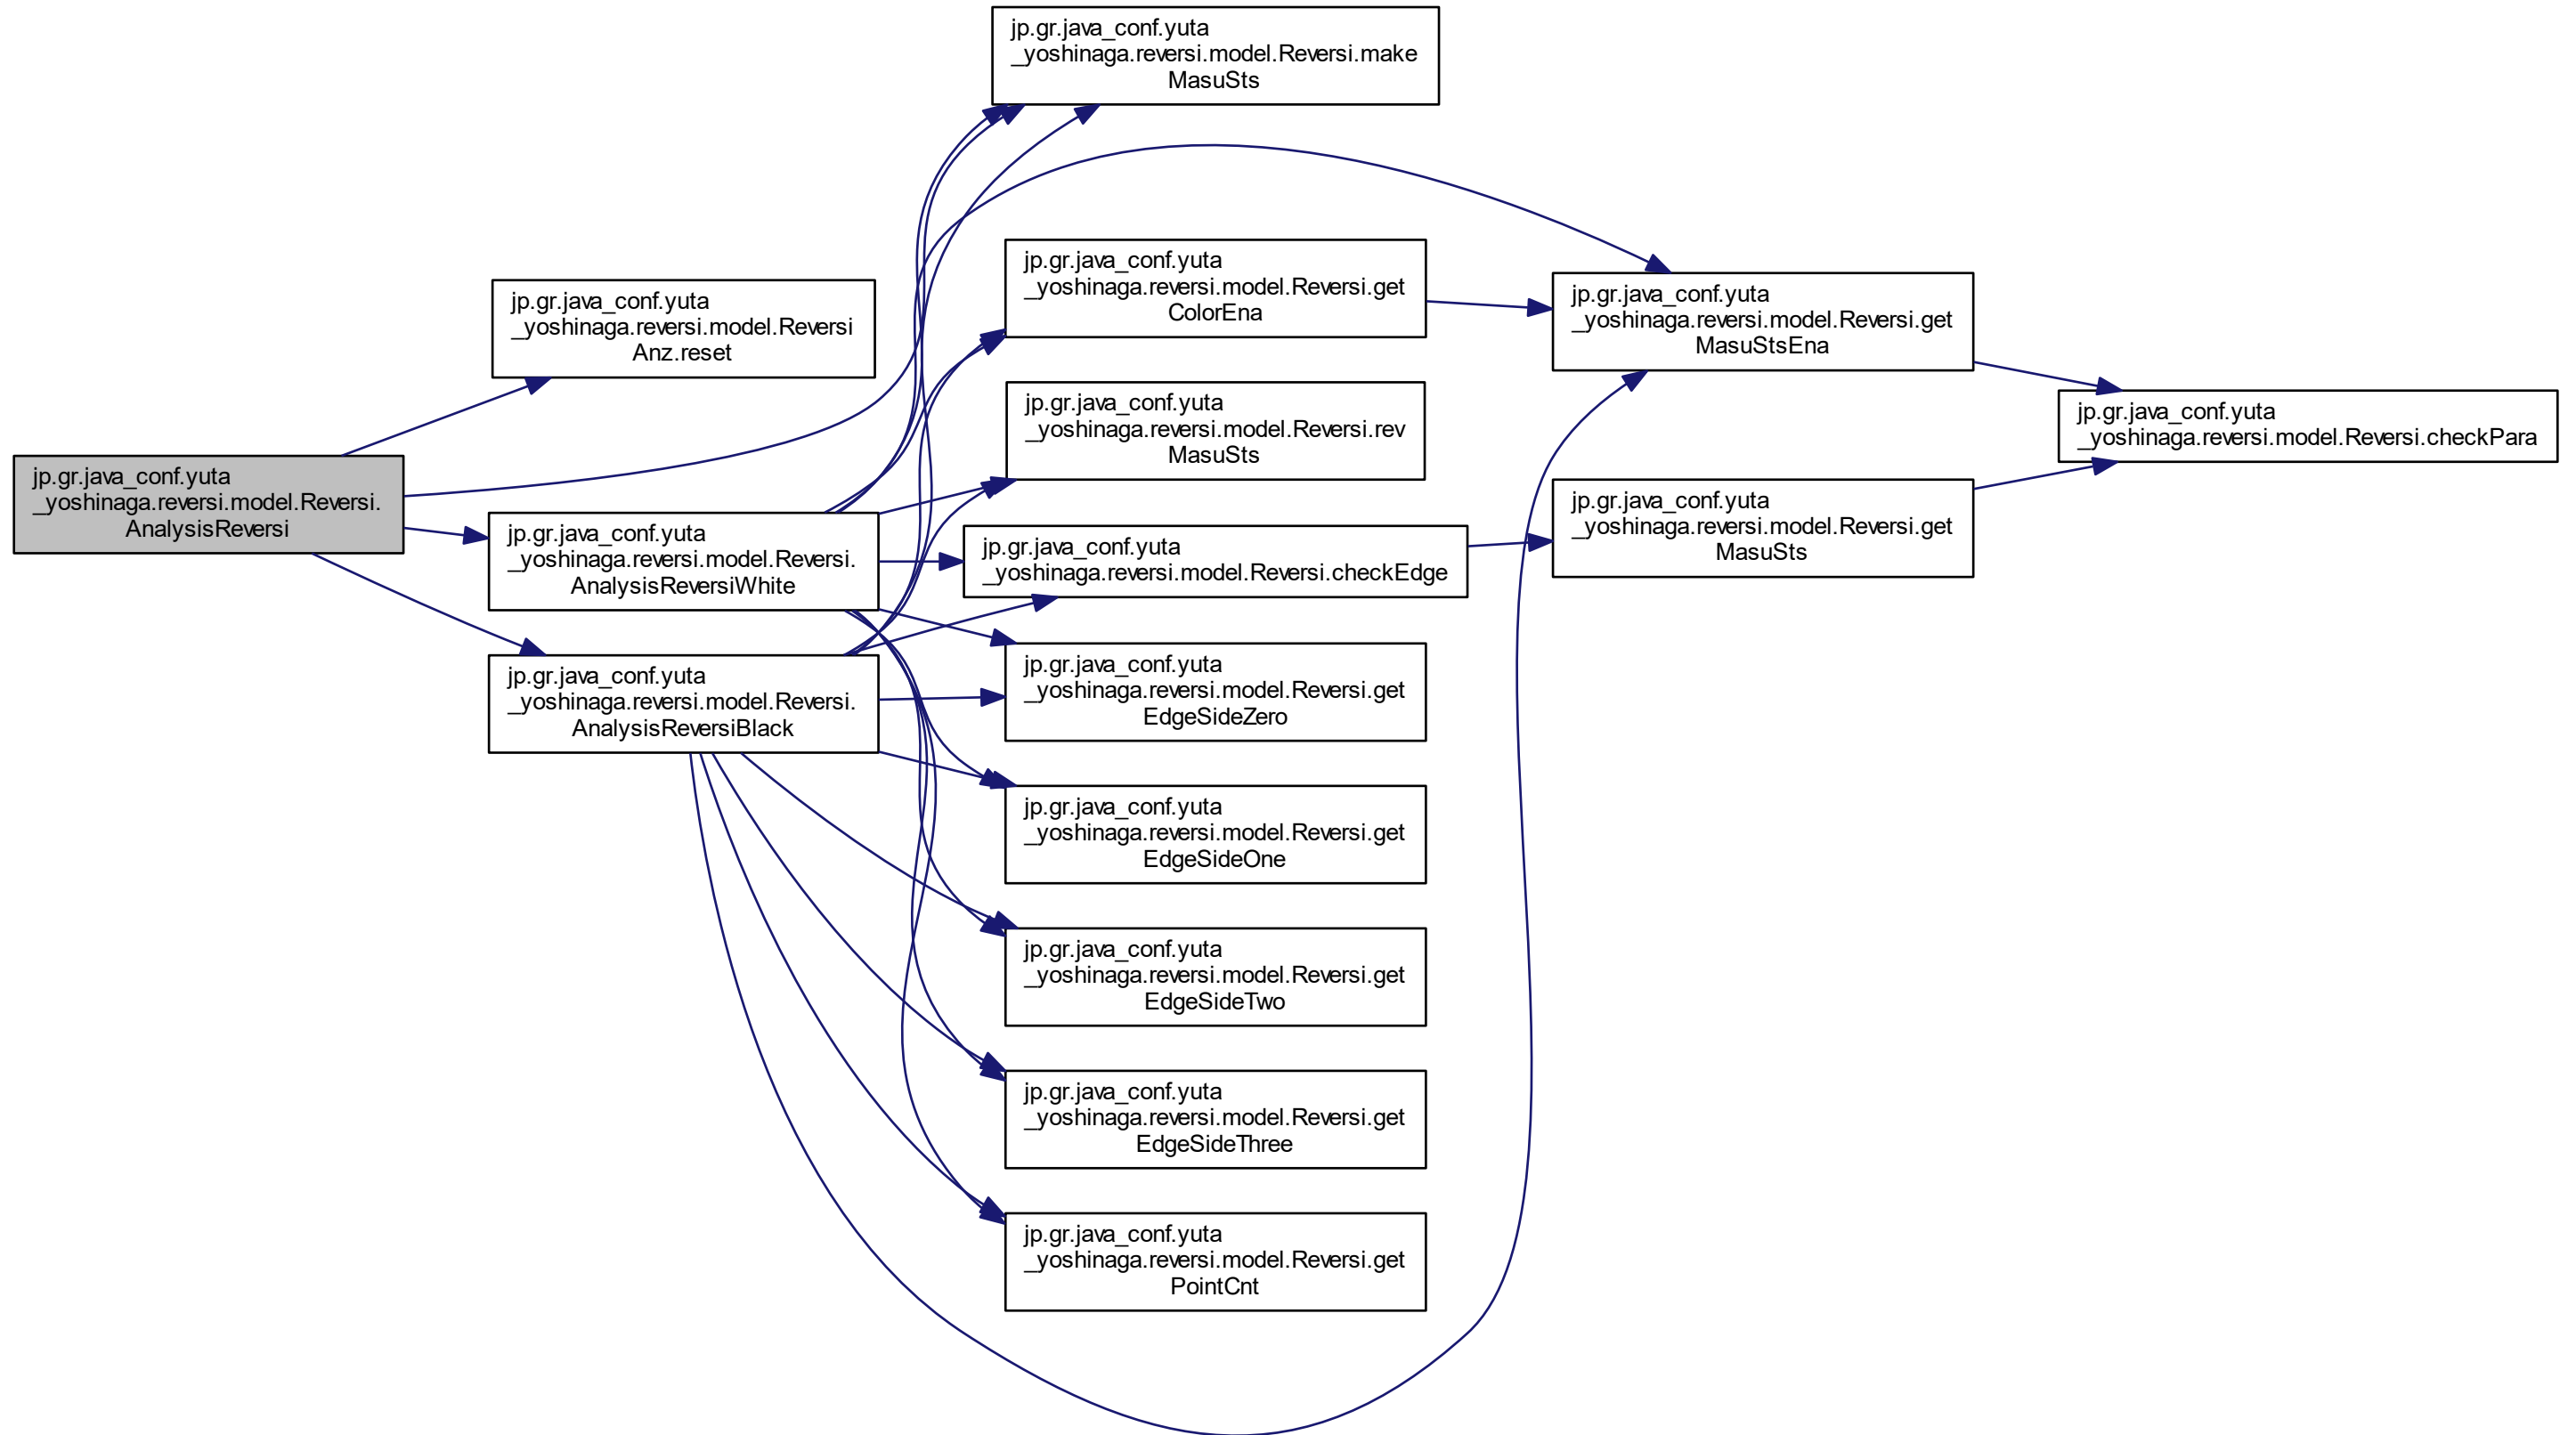 jp.gr.java_conf.yuta
_yoshinaga.reversi.model.Reversi.
AnalysisReversi
jp.gr.java_conf.yuta
_yoshinaga.reversi.model.Reversi
Anz.reset
jp.gr.java_conf.yuta
_yoshinaga.reversi.model.Reversi.
AnalysisReversiWhite
jp.gr.java_conf.yuta
_yoshinaga.reversi.model.Reversi.
AnalysisReversiBlack
jp.gr.java_conf.yuta
_yoshinaga.reversi.model.Reversi.make
MasuSts
jp.gr.java_conf.yuta
_yoshinaga.reversi.model.Reversi.get
ColorEna
jp.gr.java_conf.yuta
_yoshinaga.reversi.model.Reversi.rev
MasuSts
jp.gr.java_conf.yuta
_yoshinaga.reversi.model.Reversi.checkEdge
jp.gr.java_conf.yuta
_yoshinaga.reversi.model.Reversi.get
EdgeSideZero
jp.gr.java_conf.yuta
_yoshinaga.reversi.model.Reversi.get
EdgeSideOne
jp.gr.java_conf.yuta
_yoshinaga.reversi.model.Reversi.get
EdgeSideTwo
jp.gr.java_conf.yuta
_yoshinaga.reversi.model.Reversi.get
EdgeSideThree
jp.gr.java_conf.yuta
_yoshinaga.reversi.model.Reversi.get
PointCnt
jp.gr.java_conf.yuta
_yoshinaga.reversi.model.Reversi.get
MasuStsEna
jp.gr.java_conf.yuta
_yoshinaga.reversi.model.Reversi.get
MasuSts
jp.gr.java_conf.yuta
_yoshinaga.reversi.model.Reversi.checkPara